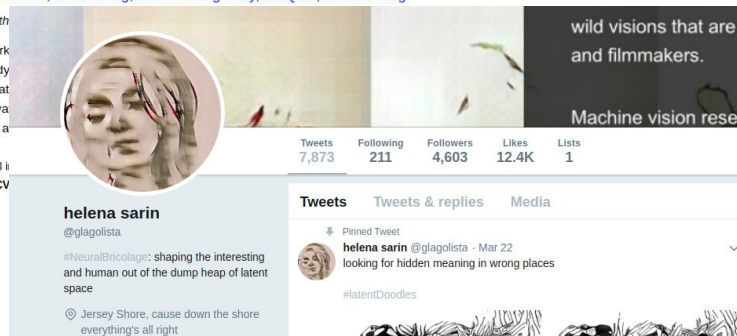 wild visions that are
and filmmakers.
Machine vision rese
Tweets Following Followers Likes Lists
7,873 211 4,603 12.4K 1
helena sarin
@glagolista
#NeuralBricolage: shaping the interesting
and human out of the dump heap of latent
space
Jersey Shore, cause down the shore
everything's all right
Tweets Tweets & replies Media
Pinned Tweet
helena sarin @glagolista · Mar 22
looking for hidden meaning in wrong places
#latentDoodles